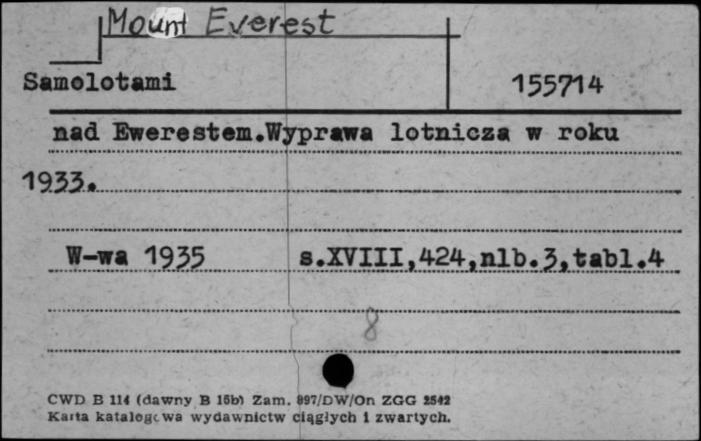 Mount Everest
Samolotami 155714
nad Ewerestem.Wyprawa lotnicza w roku
1933.
W-wa 1935 s.XVIII,424,nlb.3,tabl.4
8
CWD B 114 (dawny B 15b) Zam. 897/DW/On ZGG 2542
Karta katalogowa wydawnictw ciągłych i zwartych.